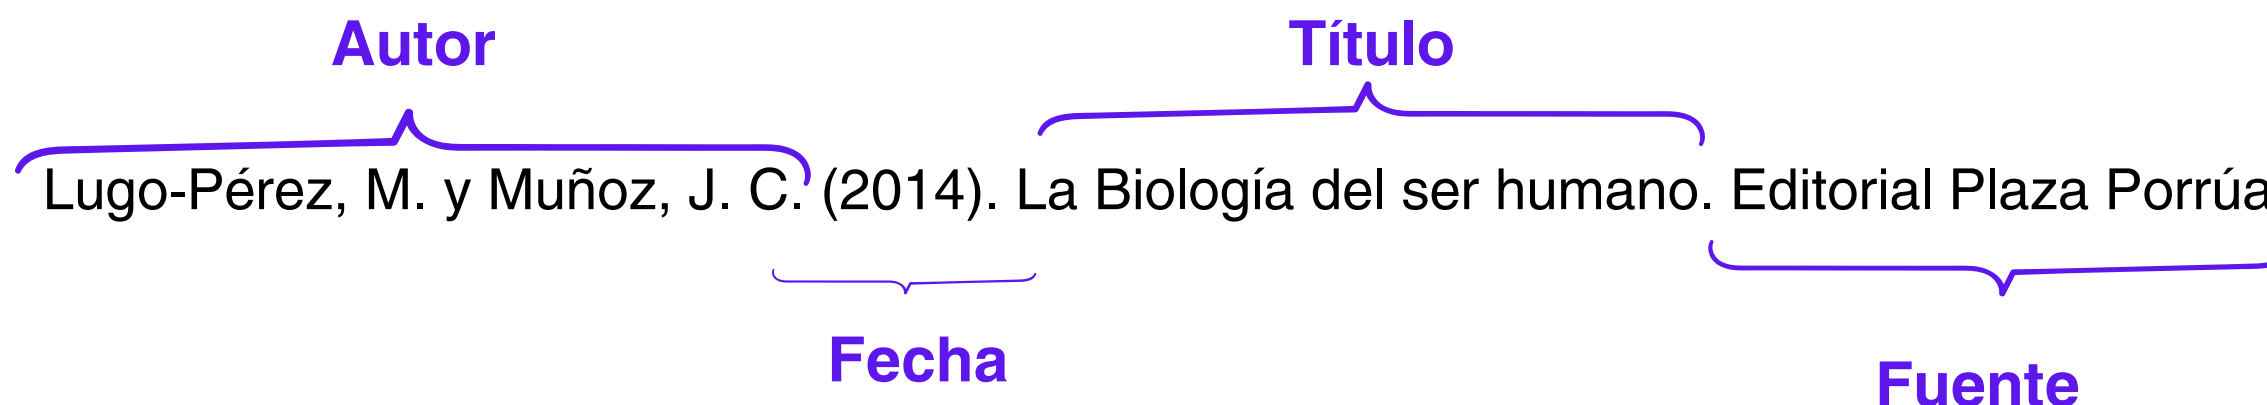 Autor
Título
Lugo-Pérez, M. y Muñoz, J. C. (2014). La Biología del ser humano. Editorial Plaza Porrúa
Fecha
Fuente